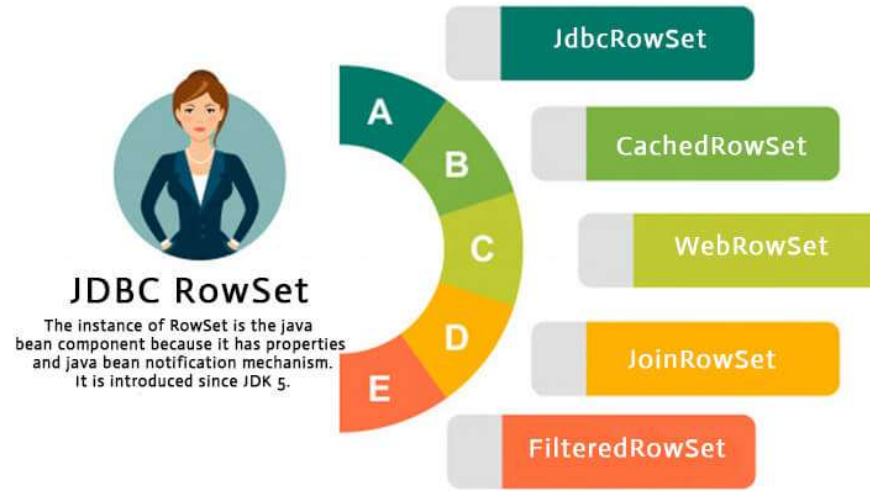 JDBC RowSet
The instance of RowSet is the java
bean component because it has properties
and java bean notification mechanism.
It is introduced since JDK 5.
A
JdbcRowSet
B
CachedRowSet
C
WebRowSet
D
JoinRowSet
E
FilteredRowSet